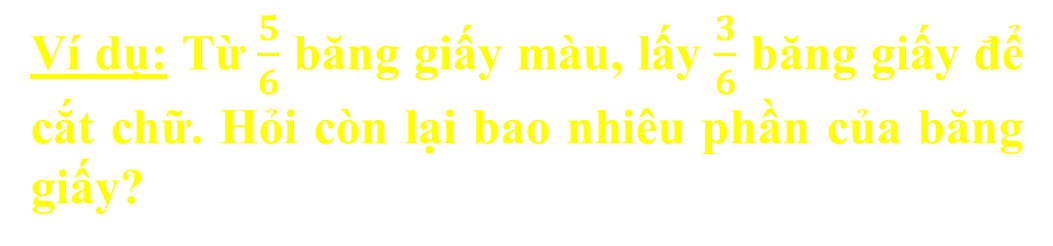 Ví dụ: Từ 5/6 băng giấy màu, lấy 3/6 băng giấy để
cắt chữ. Hỏi còn lại bao nhiêu phần của băng
giấy?